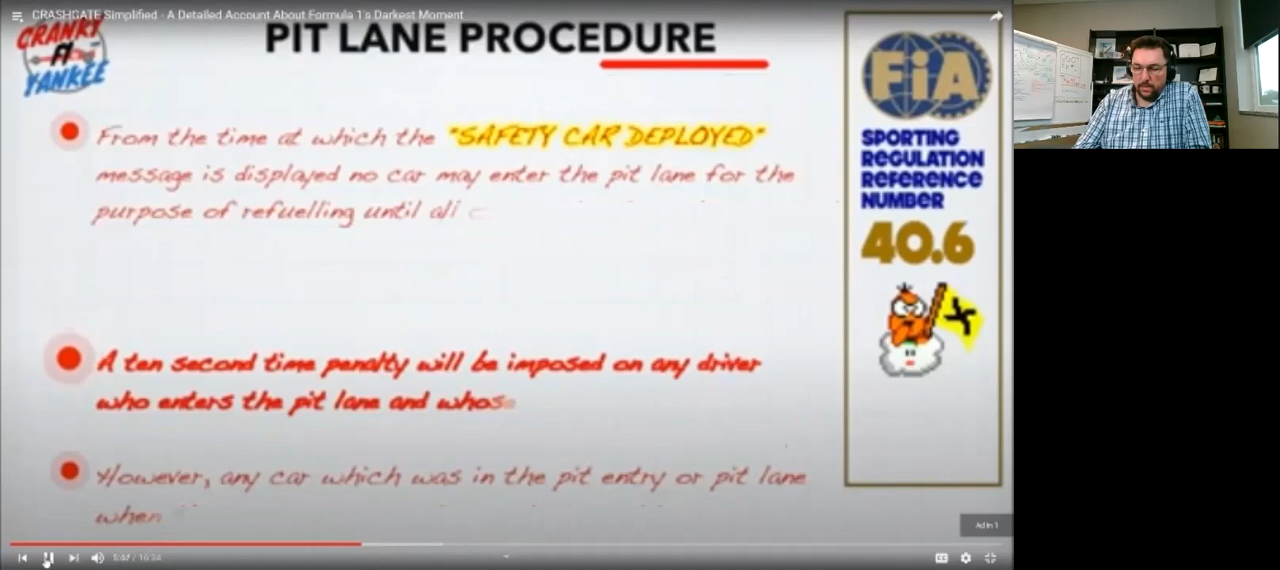 CRASHGATE Simplified - A Detailed Account About Formula 1's Darkest Moment
CRANKY
F1
YANKEE
PIT LANE PROCEDURE
From the time at which the "SAFETY CAR DEPLOYED"
message is displayed no car may enter the pit lane for the
purpose of refuelling until all c
A ten second time penalty will be imposed on any driver
who enters the pit lane and whose
However, any car which was in the pit entry or pit lane
when
FiA
SPORTING
REGULATION
REFERENCE
NUMBER
40.6
Ad in 1
CC